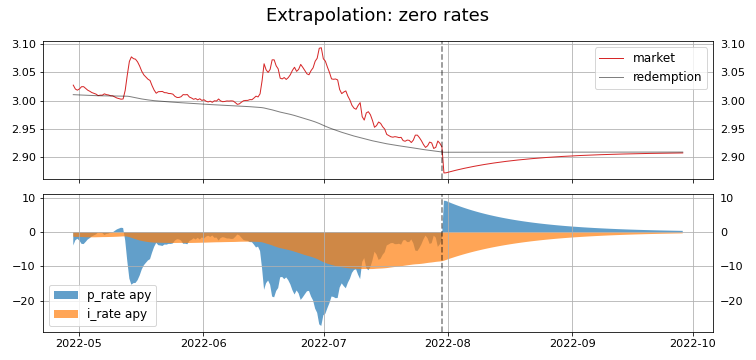 Extrapolation: zero rates
3.10 3.10
market
redemption
3.05 3.05
3.00 3.00
2.95 2.95
2.90 2.90
10 10
0 0
−10 −10
−20 −20
p_rate apy
i_rate apy
2022-05 2022-06 2022-07 2022-08 2022-09 2022-10